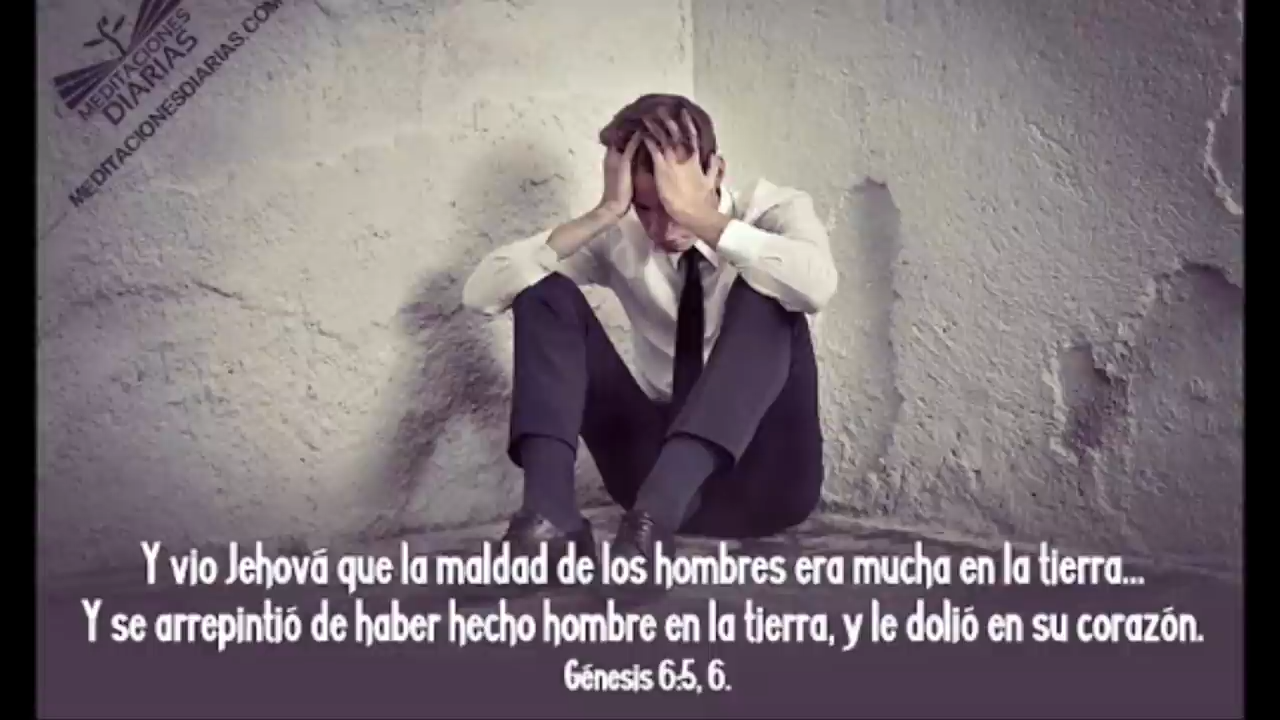 MEDITACIONES
DIARIAS
MEDITACIONESDIARIAS.COM
Y vio Jehová que la maldad de los hombres era mucha en la tierra...
Y se arrepintió de haber hecho hombre en la tierra, y le dolió en su corazón.
Génesis 6:5, 6.